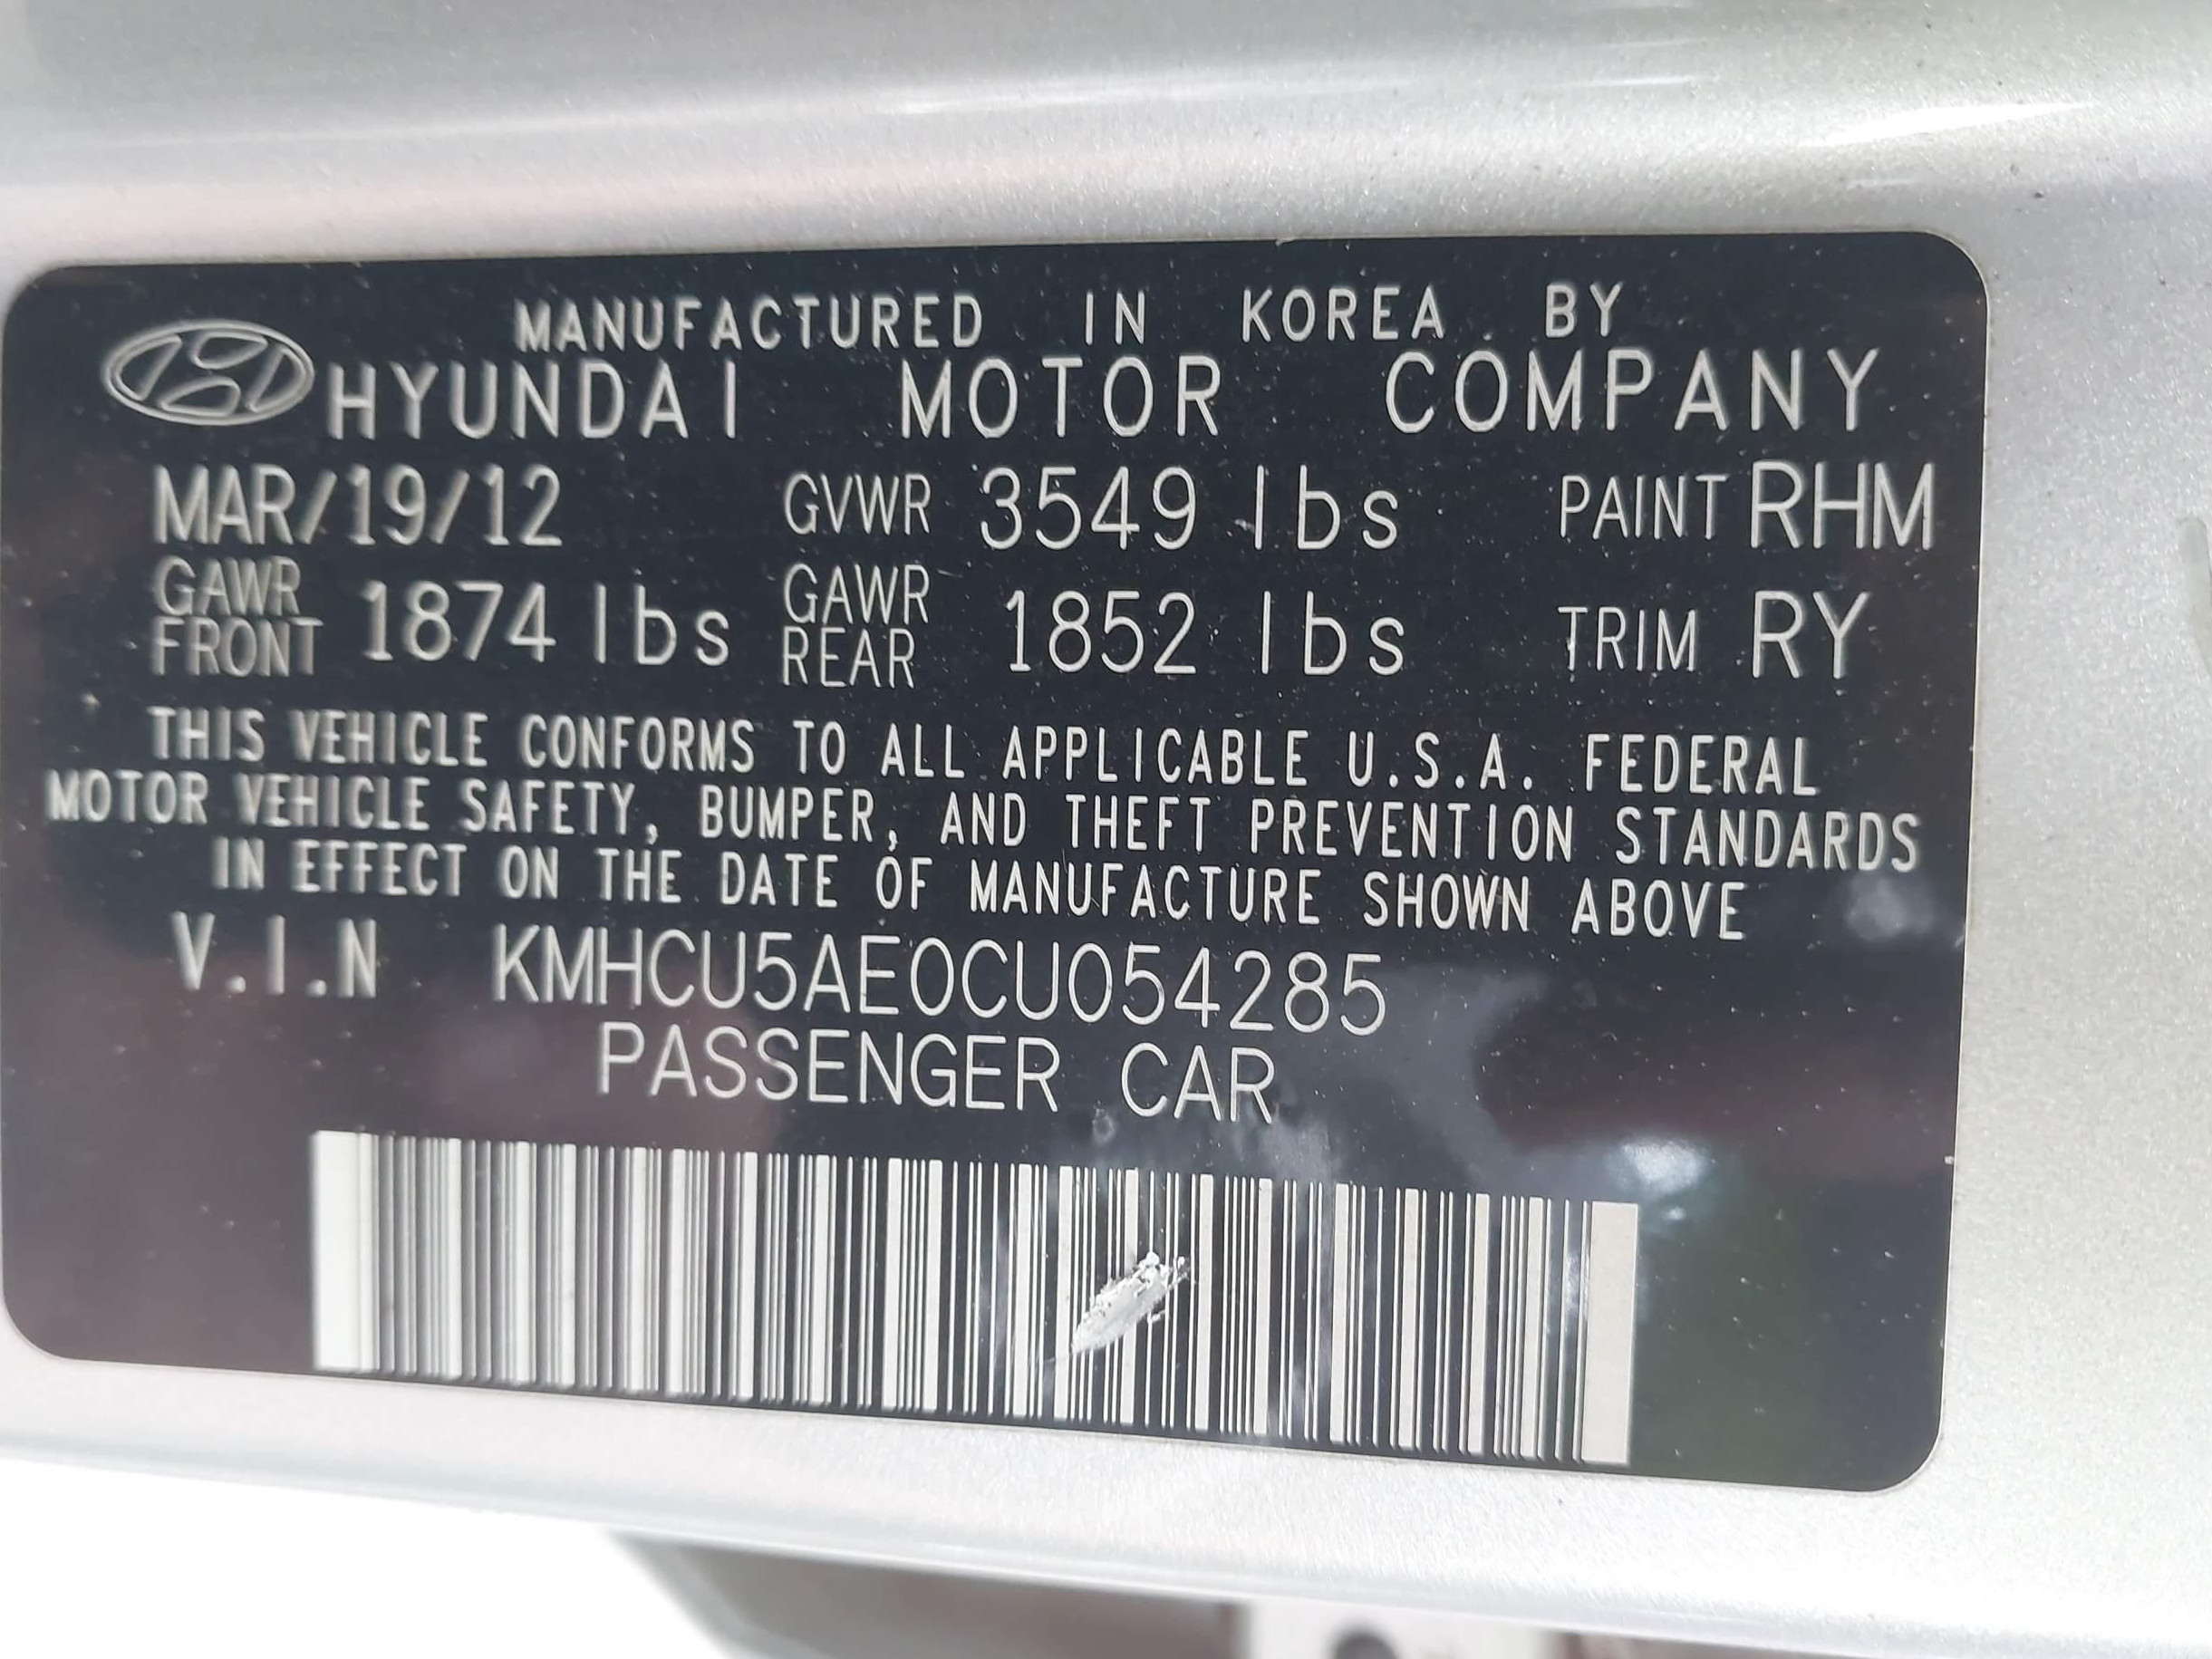 MANUFACTURED IN KOREA BY
HYUNDAI MOTOR COMPANY
MAR/19/12 GVWR 3549 lbs PAINT RHM
GAWR FRONT 1874 lbs GAWR REAR 1852 lbs TRIM RY
THIS VEHICLE CONFORMS TO ALL APPLICABLE U.S.A. FEDERAL
MOTOR VEHICLE SAFETY, BUMPER, AND THEFT PREVENTION STANDARDS
IN EFFECT ON THE DATE OF MANUFACTURE SHOWN ABOVE
V.I.N KMHCU5AE0CU054285
PASSENGER CAR